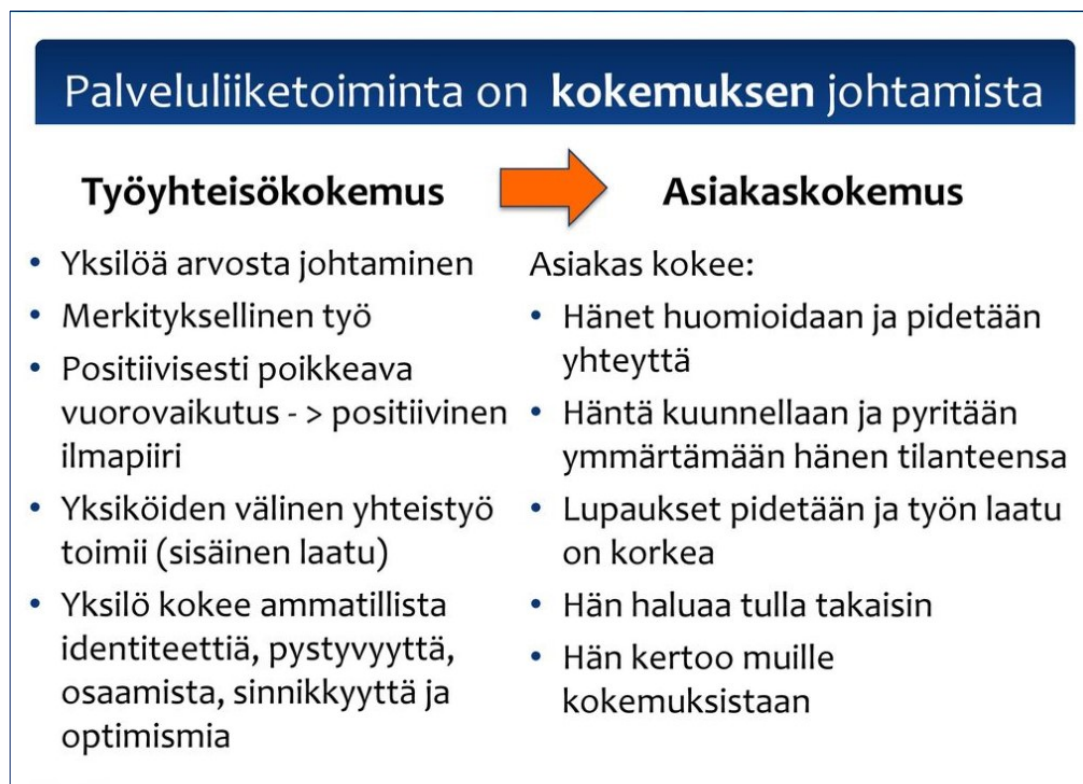 Palveluliiketoiminta on kokemuksen johtamista
Työyhteisökokemus
• Yksilöä arvosta johtaminen
• Merkityksellinen työ
• Positiivisesti poikkeava
vuorovaikutus - > positiivinen
ilmapiiri
• Yksiköiden välinen yhteistyö
toimii (sisäinen laatu)
• Yksilö kokee ammatillista
identiteettiä, pystyvyyttä,
osaamista, sinnikkyyttä ja
optimismia
Asiakaskokemus
Asiakas kokee:
• Hänet huomioidaan ja pidetään
yhteyttä
• Häntä kuunnellaan ja pyritään
ymmärtämään hänen tilanteensa
• Lupaukset pidetään ja työn laatu
on korkea
• Hän haluaa tulla takaisin
• Hän kertoo muille
kokemuksistaan